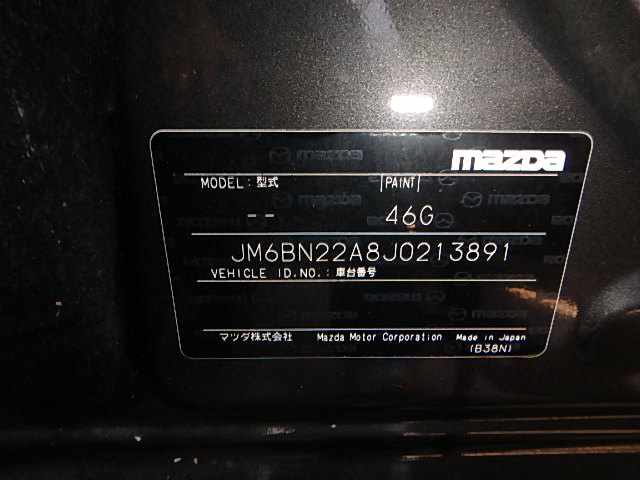 mazda
MODEL : 型式 PAINT
-- 46G
JM6BN22A8J0213891
VEHICLE ID.NO. : 車台番号
マツダ株式会社 Mazda Motor Corporation Made in Japan
(B38N)